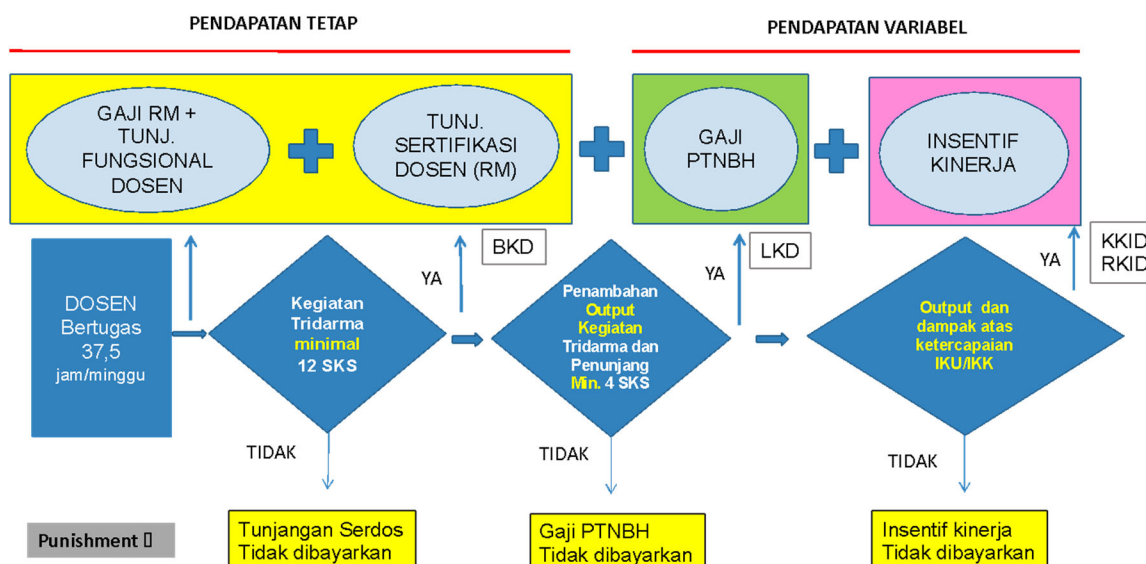 PENDAPATAN TETAP
PENDAPATAN VARIABEL
GAJI RM +
TUNJ.
FUNGSIONAL
DOSEN
TUNJ.
SERTIFIKASI
DOSEN (RM)
GAJI
PTNBH
INSENTIF
KINERJA
BKD
LKD
KKID
RKID
YA
YA
YA
DOSEN
Bertugas
37,5
jam/minggu
Kegiatan
Tridarma
minimal
12 SKS
Penambahan
Output
Kegiatan
Tridarma dan
Penunjang
Min. 4 SKS
Output dan
dampak atas
ketercapaian
IKU/IKK
TIDAK
TIDAK
TIDAK
Punishment
Tunjangan Serdos
Tidak dibayarkan
Gaji PTNBH
Tidak dibayarkan
Insentif kinerja
Tidak dibayarkan